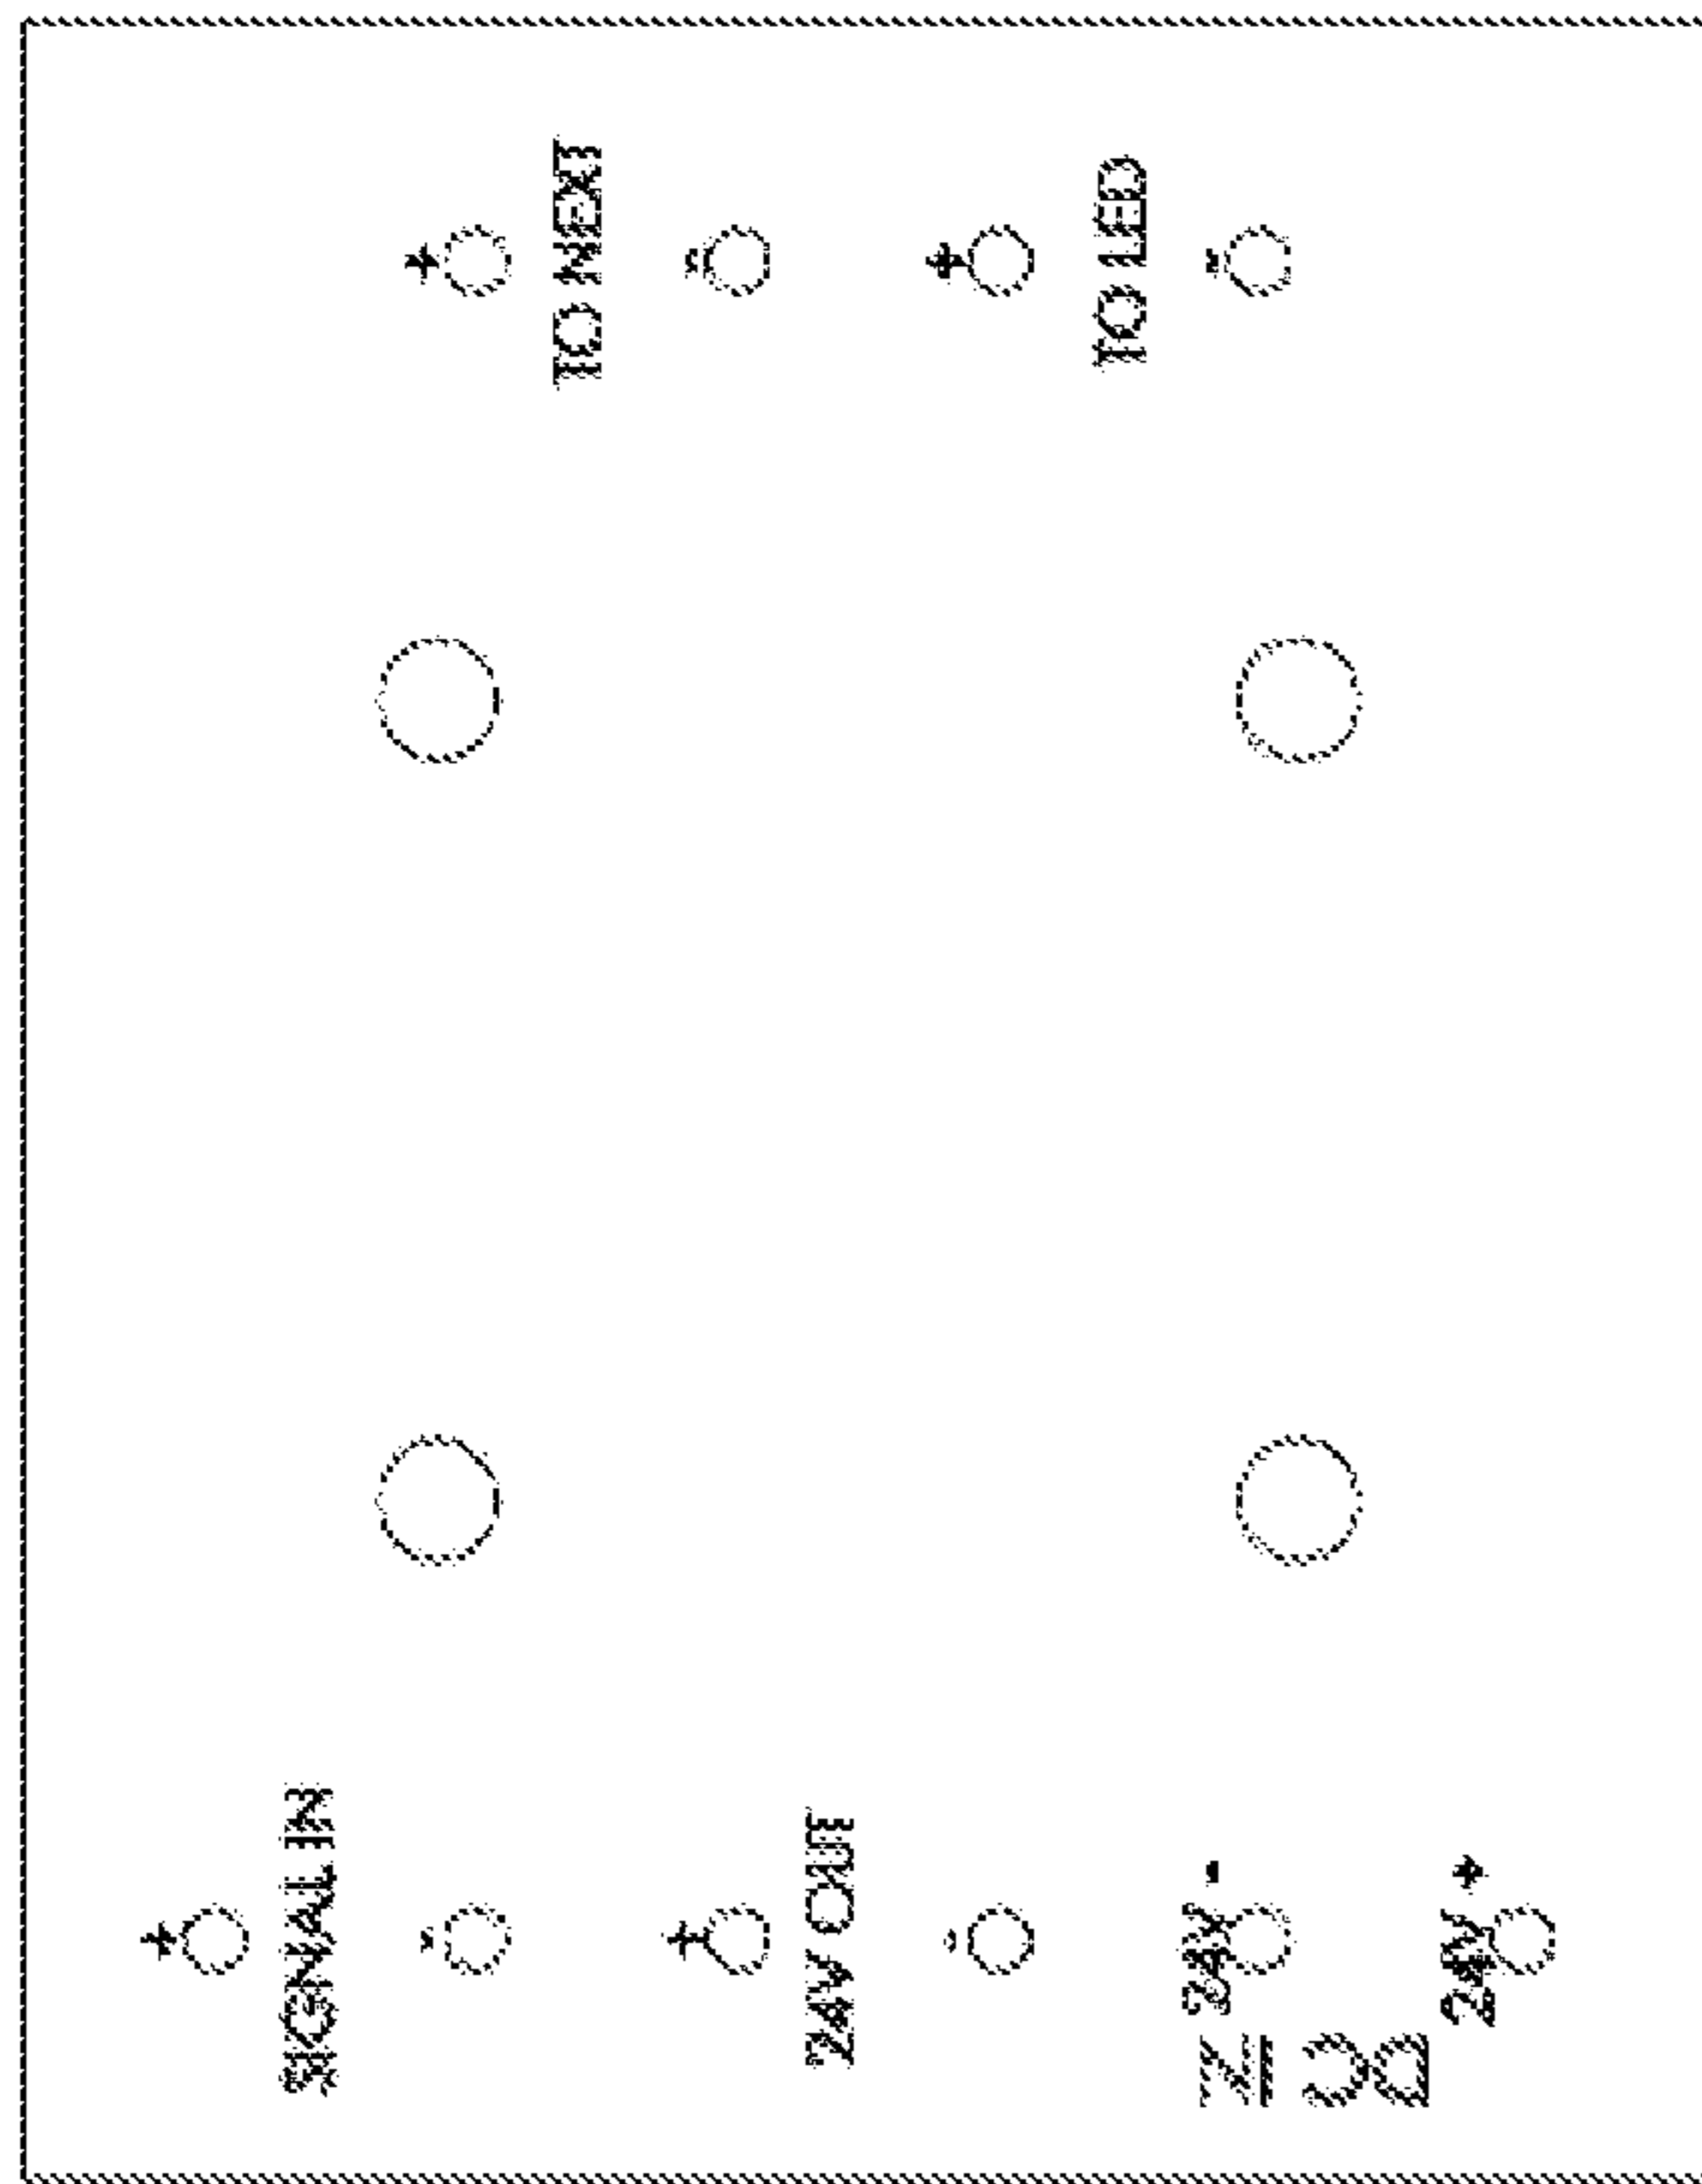 + TO NEXT -
+ TO LED -
+ SIGNAL IN -
+ 24V OUT -
24V -
24V +
DC IN